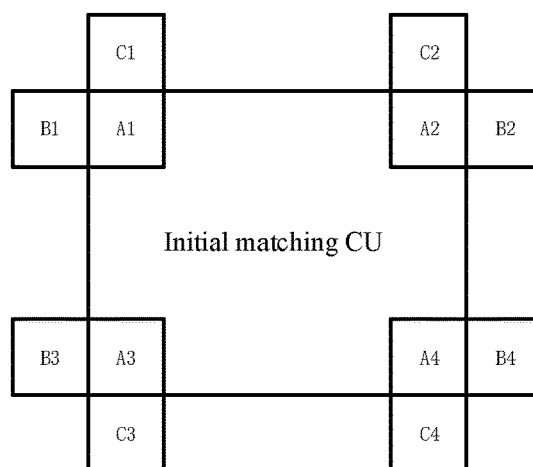 C1 C2
B1 A1 A2 B2
Initial matching CU
B3 A3 A4 B4
C3 C4